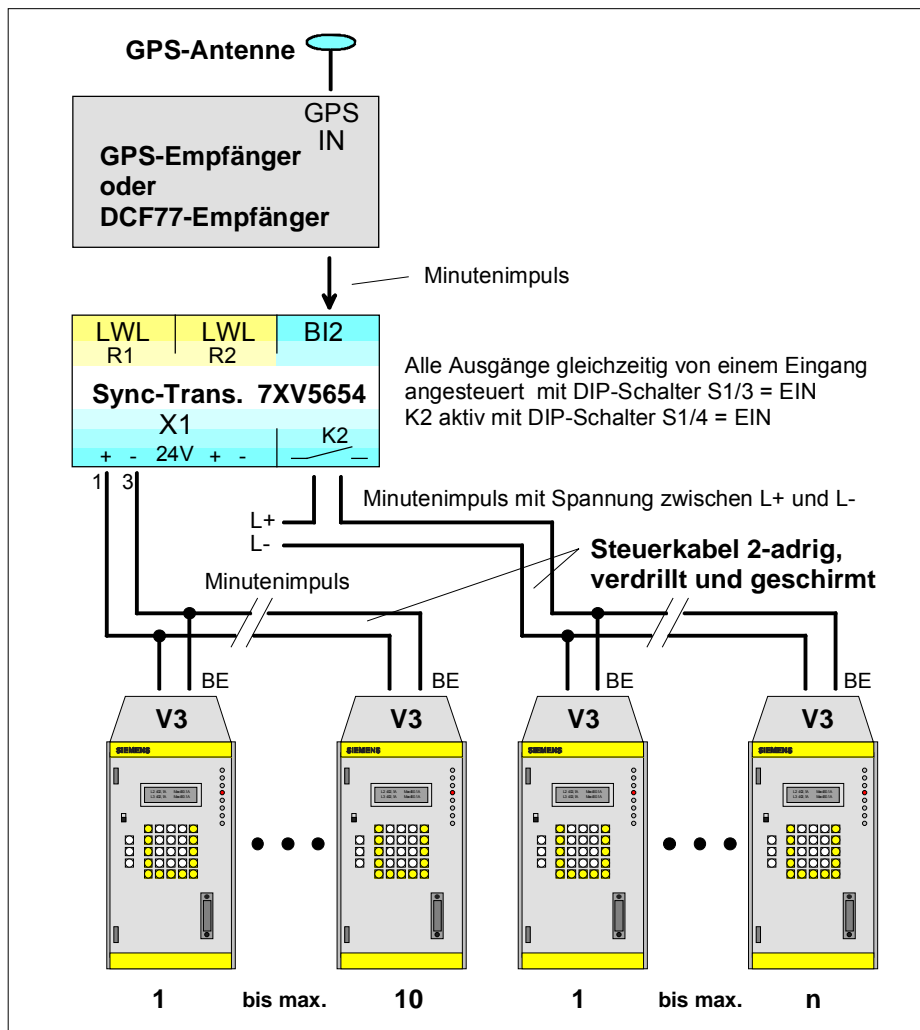 GPS-Antenne
GPS
IN
GPS-Empfänger
oder
DCF77-Empfänger
Minutenimpuls
LWL LWL BI2
R1 R2
Sync-Trans. 7XV5654
X1
K2
+ - 24V + -
Alle Ausgänge gleichzeitig von einem Eingang
angesteuert mit DIP-Schalter S1/3 = EIN
K2 aktiv mit DIP-Schalter S1/4 = EIN
1 3
Minutenimpuls mit Spannung zwischen L+ und L-
L+
L-
Steuerkabel 2-adrig,
verdrillt und geschirmt
Minutenimpuls
BE BE BE BE
V3 V3 V3 V3
SIEMENS SIEMENS SIEMENS SIEMENS
1 bis max. 10 1 bis max. n